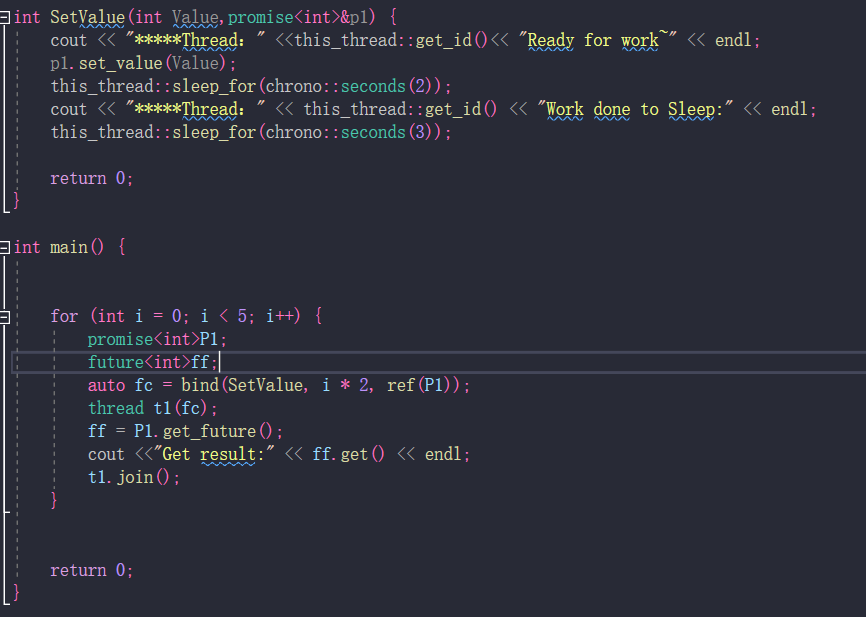 int SetValue(int Value,promise<int>&p1) {
cout << "*****Thread: " <<this_thread::get_id()<< "Ready for work~" << endl;
p1.set_value(Value);
this_thread::sleep_for(chrono::seconds(2));
cout << "*****Thread: " << this_thread::get_id() << "Work done to Sleep:" << endl;
this_thread::sleep_for(chrono::seconds(3));
return 0;
}
int main() {
for (int i = 0; i < 5; i++) {
promise<int>P1;
future<int>ff;
auto fc = bind(SetValue, i * 2, ref(P1));
thread t1(fc);
ff = P1.get_future();
cout <<"Get result:" << ff.get() << endl;
t1.join();
}
return 0;
}